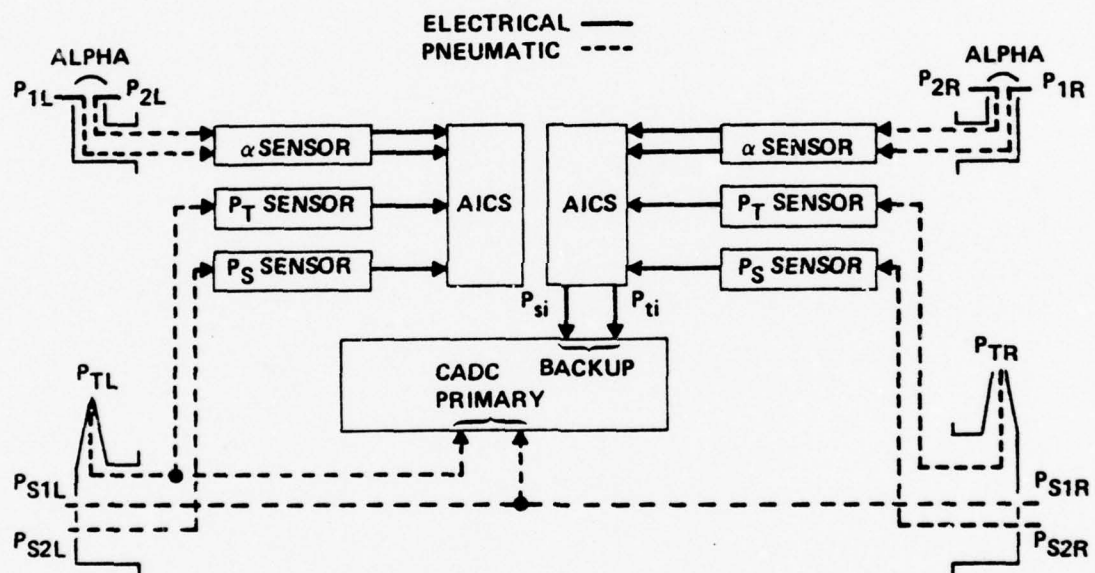 ELECTRICAL
PNEUMATIC
ALPHA
P1L
P2L
ALPHA
P2R
P1R
α SENSOR
AICS
AICS
α SENSOR
PT SENSOR
PT SENSOR
PS SENSOR
PS SENSOR
Psi
Pti
BACKUP
CADC
PRIMARY
PTL
PTR
PS1L
PS1R
PS2L
PS2R